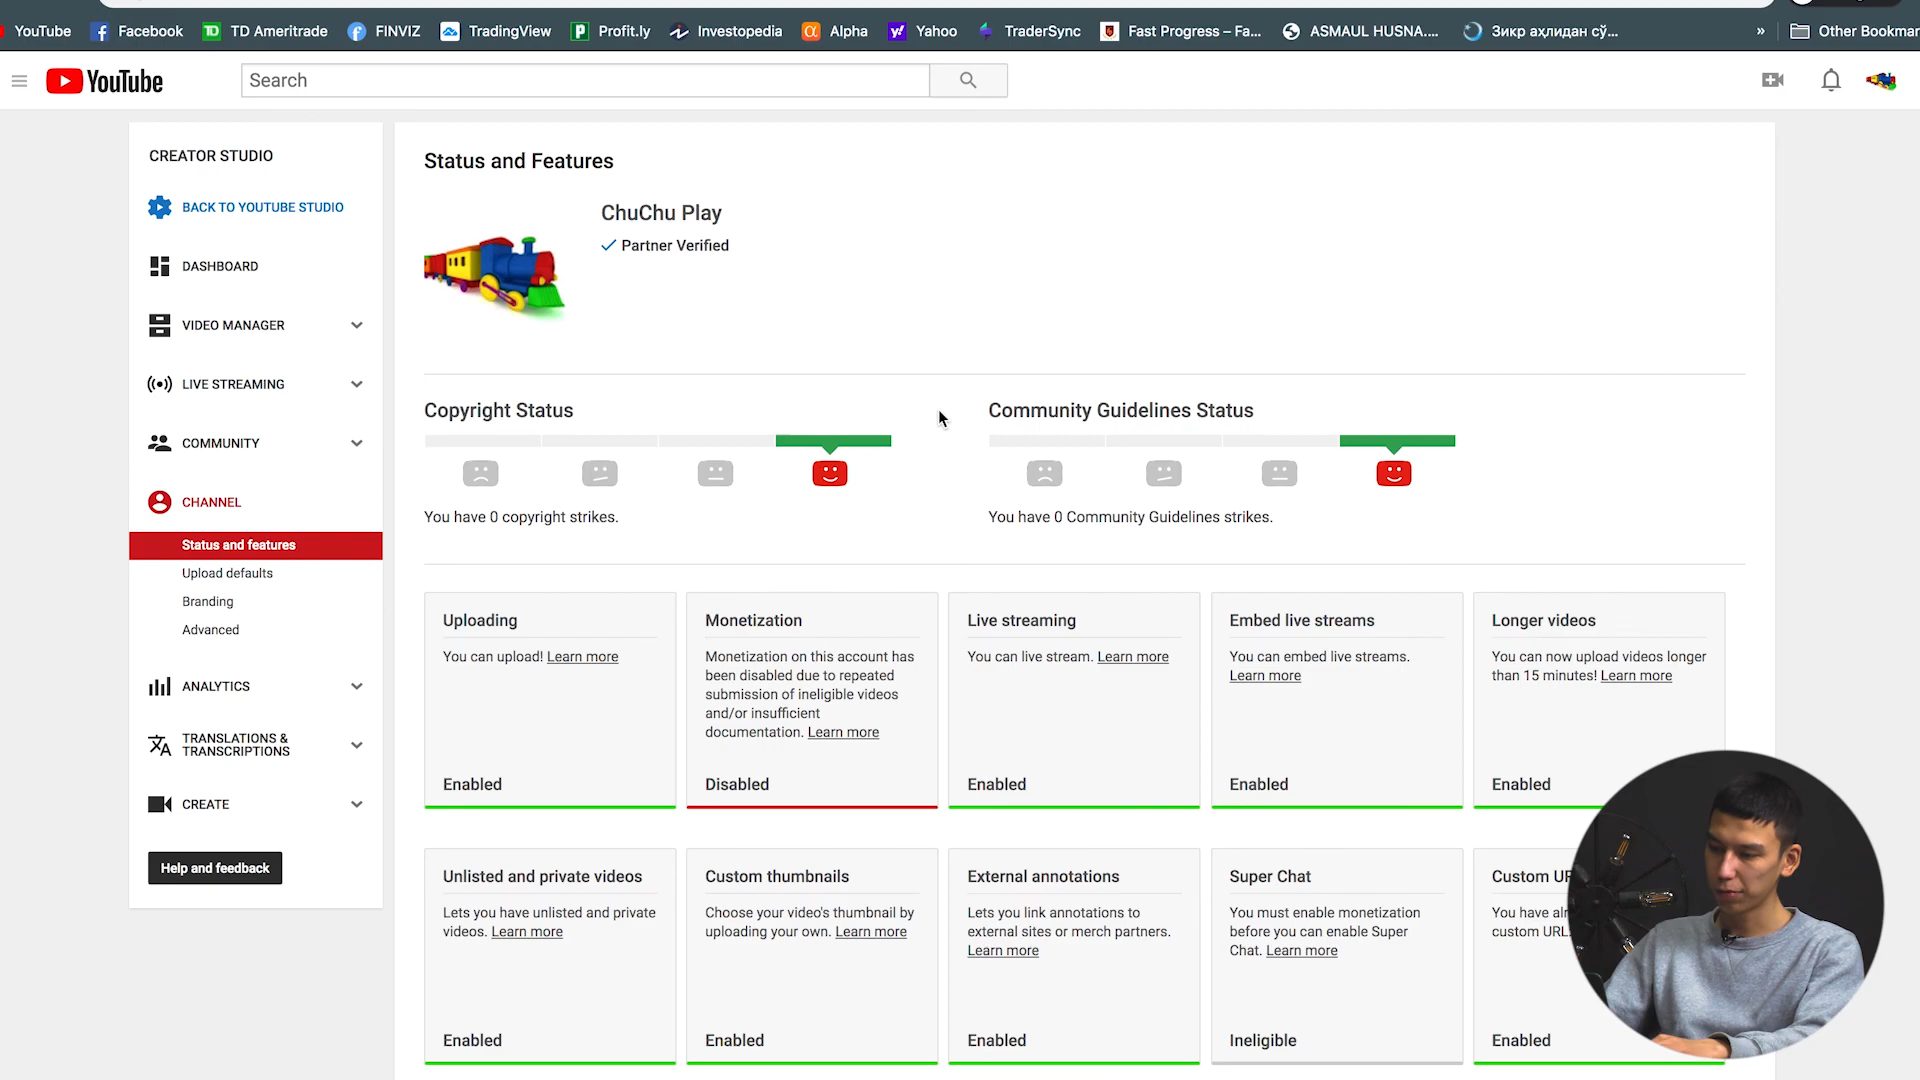 YouTube Facebook TD Ameritrade FINVIZ TradingView Profit.ly Investopedia Alpha Yahoo TraderSync Fast Progress – Fa... ASMAUL HUSNA.... Зикр аҳлидан сў... » Other Bookmar
YouTube Search
CREATOR STUDIO
BACK TO YOUTUBE STUDIO
DASHBOARD
VIDEO MANAGER
LIVE STREAMING
COMMUNITY
CHANNEL
Status and features
Upload defaults
Branding
Advanced
ANALYTICS
TRANSLATIONS &
TRANSCRIPTIONS
CREATE
Help and feedback
Status and Features
ChuChu Play
Partner Verified
Copyright Status
You have 0 copyright strikes.
Community Guidelines Status
You have 0 Community Guidelines strikes.
Uploading
You can upload! Learn more
Enabled
Monetization
Monetization on this account has
been disabled due to repeated
submission of ineligible videos
and/or insufficient
documentation. Learn more
Disabled
Live streaming
You can live stream. Learn more
Enabled
Embed live streams
You can embed live streams.
Learn more
Enabled
Longer videos
You can now upload videos longer
than 15 minutes! Learn more
Enabled
Unlisted and private videos
Lets you have unlisted and private
videos. Learn more
Enabled
Custom thumbnails
Choose your video's thumbnail by
uploading your own. Learn more
Enabled
External annotations
Lets you link annotations to
external sites or merch partners.
Learn more
Enabled
Super Chat
You must enable monetization
before you can enable Super
Chat. Learn more
Ineligible
Custom
You have
custom URL
Enabled